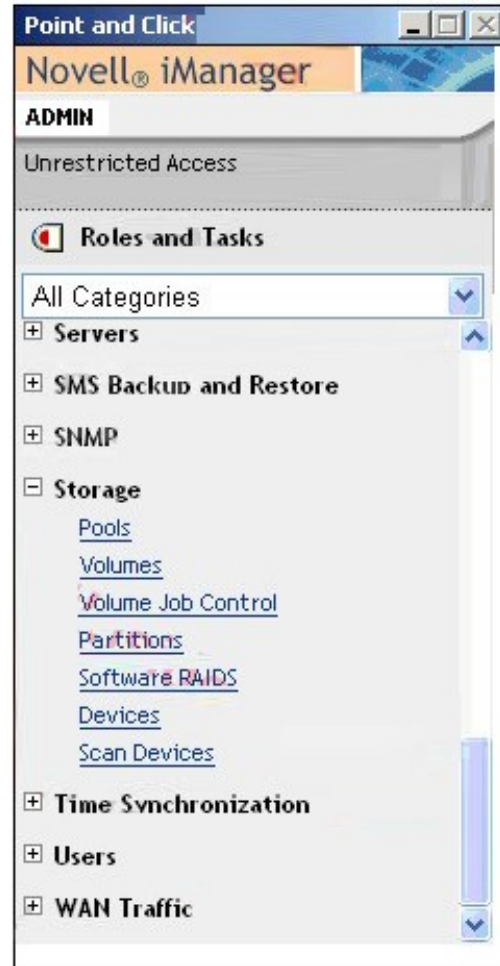 Point and Click
Novell® iManager
ADMIN
Unrestricted Access
Roles and Tasks
All Categories
Servers
SMS Backup and Restore
SNMP
Storage
Pools
Volumes
Volume Job Control
Partitions
Software RAIDS
Devices
Scan Devices
Time Synchronization
Users
WAN Traffic